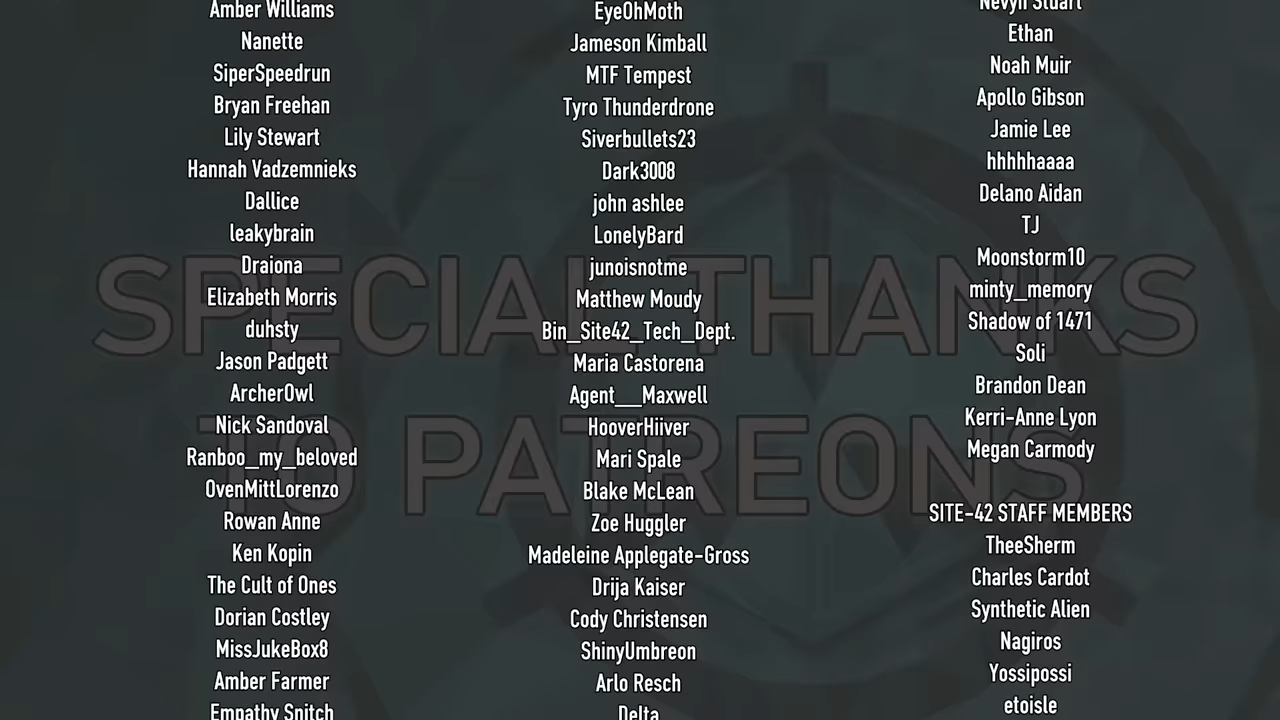 SPECIAL THANKS
TO PATREONS
Amber Williams
Nanette
SiperSpeedrun
Bryan Freehan
Lily Stewart
Hannah Vadzemnieks
Dallice
leakybrain
Draiona
Elizabeth Morris
duhsty
Jason Padgett
ArcherOwl
Nick Sandoval
Ranboo_my_beloved
OvenMittLorenzo
Rowan Anne
Ken Kopin
The Cult of Ones
Dorian Costley
MissJukeBox8
Amber Farmer
Empathy Snitch
EyeOhMoth
Jameson Kimball
MTF Tempest
Tyro Thunderdrone
Siverbullets23
Dark3008
john ashlee
LonelyBard
junoisnotme
Matthew Moudy
Bin_Site42_Tech_Dept.
Maria Castorena
Agent__Maxwell
HooverHiiver
Mari Spale
Blake McLean
Zoe Huggler
Madeleine Applegate-Gross
Drija Kaiser
Cody Christensen
ShinyUmbreon
Arlo Resch
Delta
Nevyn Stuart
Ethan
Noah Muir
Apollo Gibson
Jamie Lee
hhhhhaaaa
Delano Aidan
TJ
Moonstorm10
minty_memory
Shadow of 1471
Soli
Brandon Dean
Kerri-Anne Lyon
Megan Carmody
SITE-42 STAFF MEMBERS
TheeSherm
Charles Cardot
Synthetic Alien
Nagiros
Yossipossi
etoisle